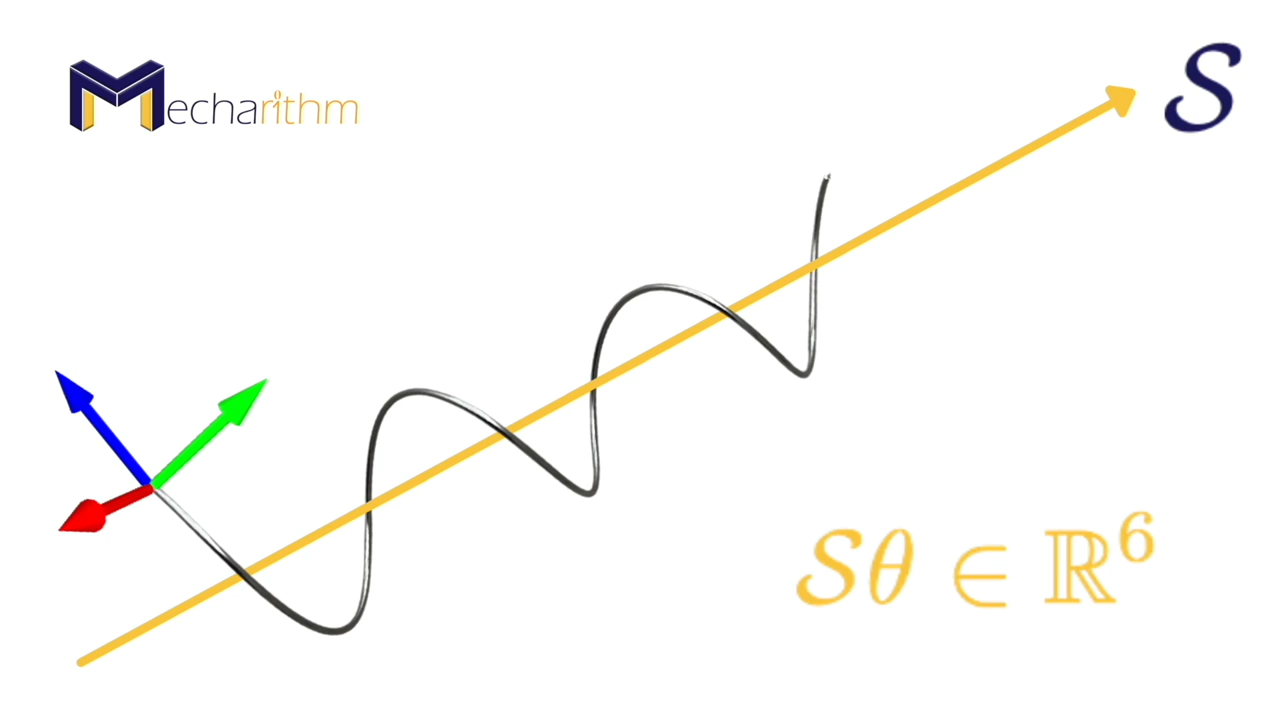 Mecharithm
𝒮
𝒮θ ∈ ℝ⁶